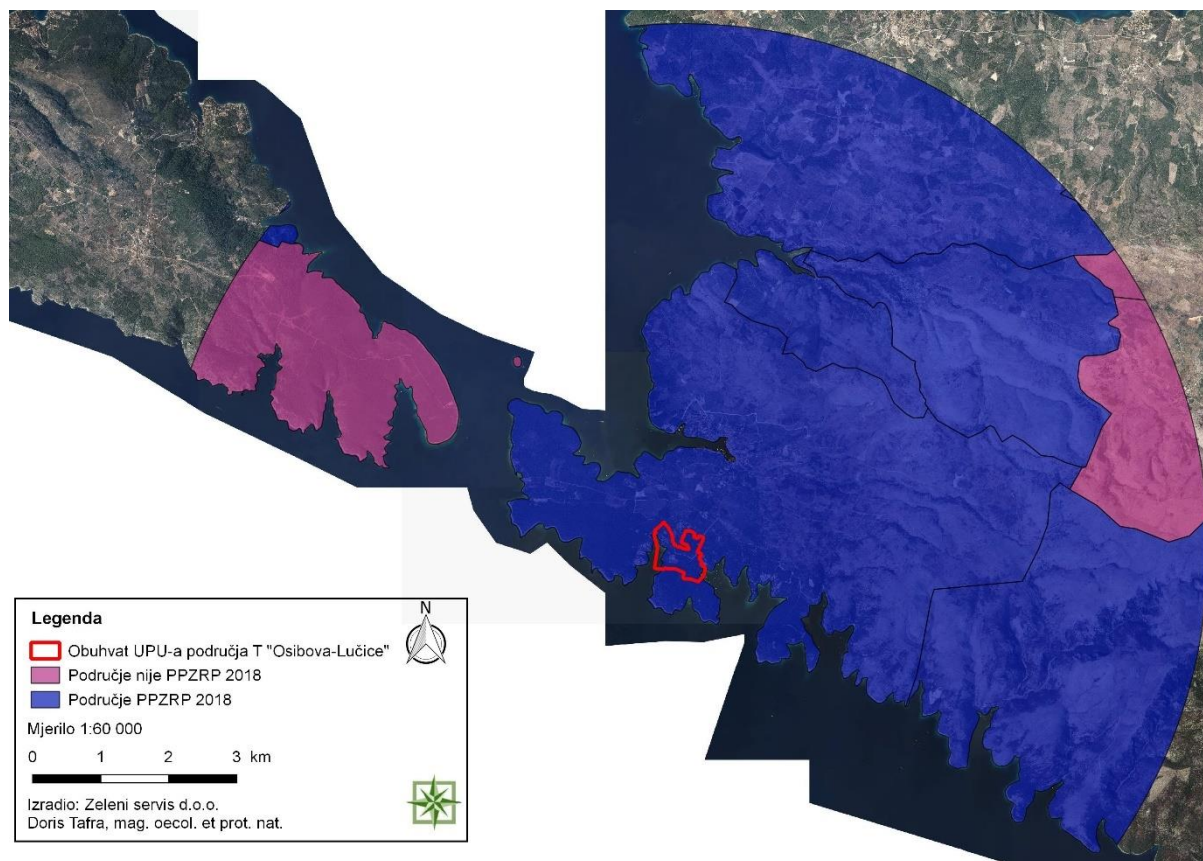 Legenda
N
Obuhvat UPU-a područja T "Osibova-Lučice"
Područje nije PPZRP 2018
Područje PPZRP 2018
Mjerilo 1:60 000
0 1 2 3 km
Izradio: Zeleni servis d.o.o.
Doris Tafra, mag. oecol. et prot. nat.